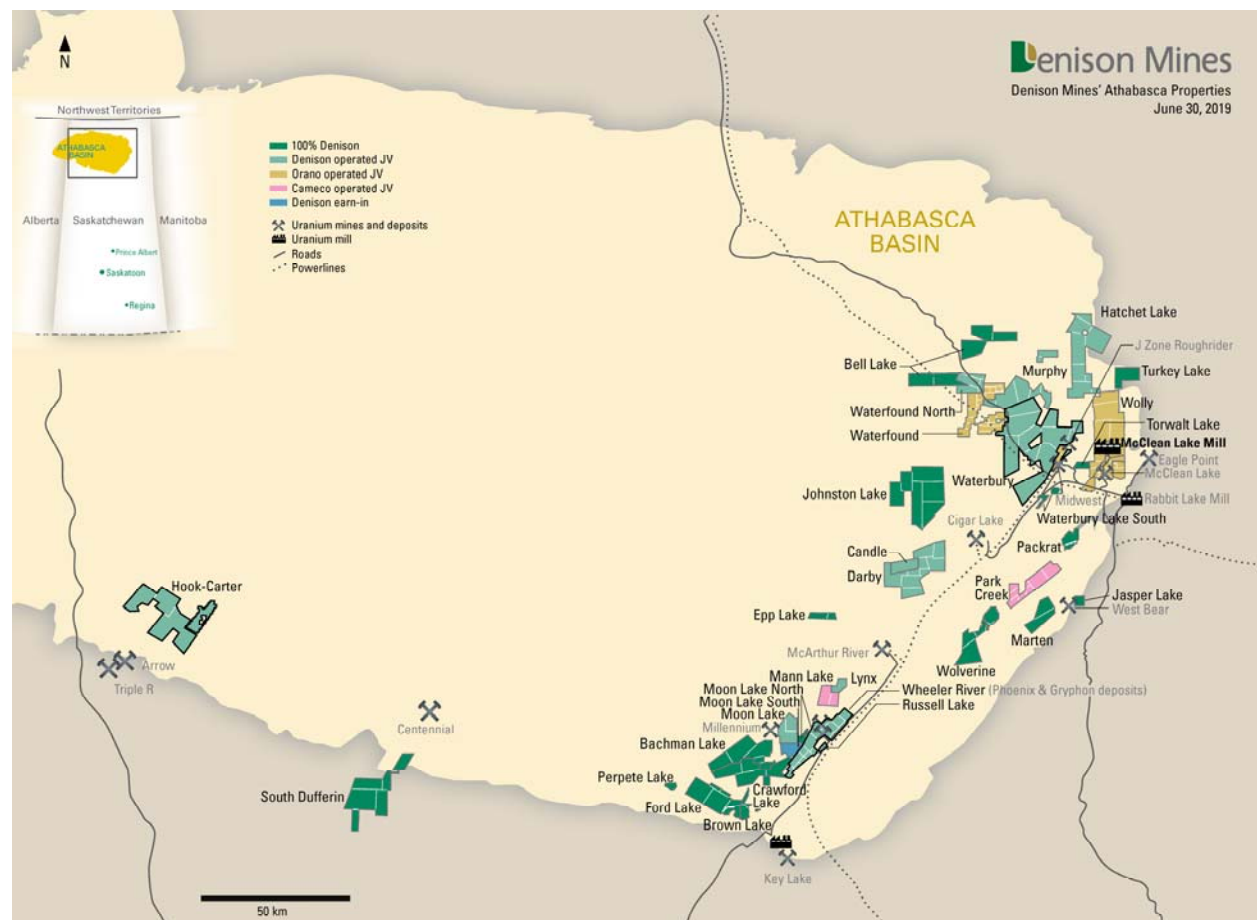 Denison Mines
Denison Mines' Athabasca Properties
June 30, 2019
N
Northwest Territories
ATHABASCA
BASIN
Alberta
Saskatchewan
Manitoba
Prince Albert
Saskatoon
Regina
100% Denison
Denison operated JV
Orano operated JV
Cameco operated JV
Denison earn-in
Uranium mines and deposits
Uranium mill
Roads
Powerlines
ATHABASCA
BASIN
Hatchet Lake
J Zone Roughrider
Bell Lake
Murphy
Turkey Lake
Waterfound North
Wolly
Waterfound
Torwalt Lake
McClean Lake Mill
Eagle Point
McClean Lake
Waterbury
Midwest
Johnston Lake
Rabbit Lake Mill
Waterbury Lake South
Cigar Lake
Packrat
Candle
Darby
Park
Creek
Hook-Carter
Jasper Lake
West Bear
Epp Lake
Marten
McArthur River
Wolverine
Arrow
Triple R
Mann Lake
Lynx
Moon Lake North
Wheeler River (Phoenix & Gryphon deposits)
Moon Lake South
Russell Lake
Moon Lake
Millennium
Centennial
Bachman Lake
Perpete Lake
South Dufferin
Crawford
Lake
Ford Lake
Brown Lake
Key Lake
50 km